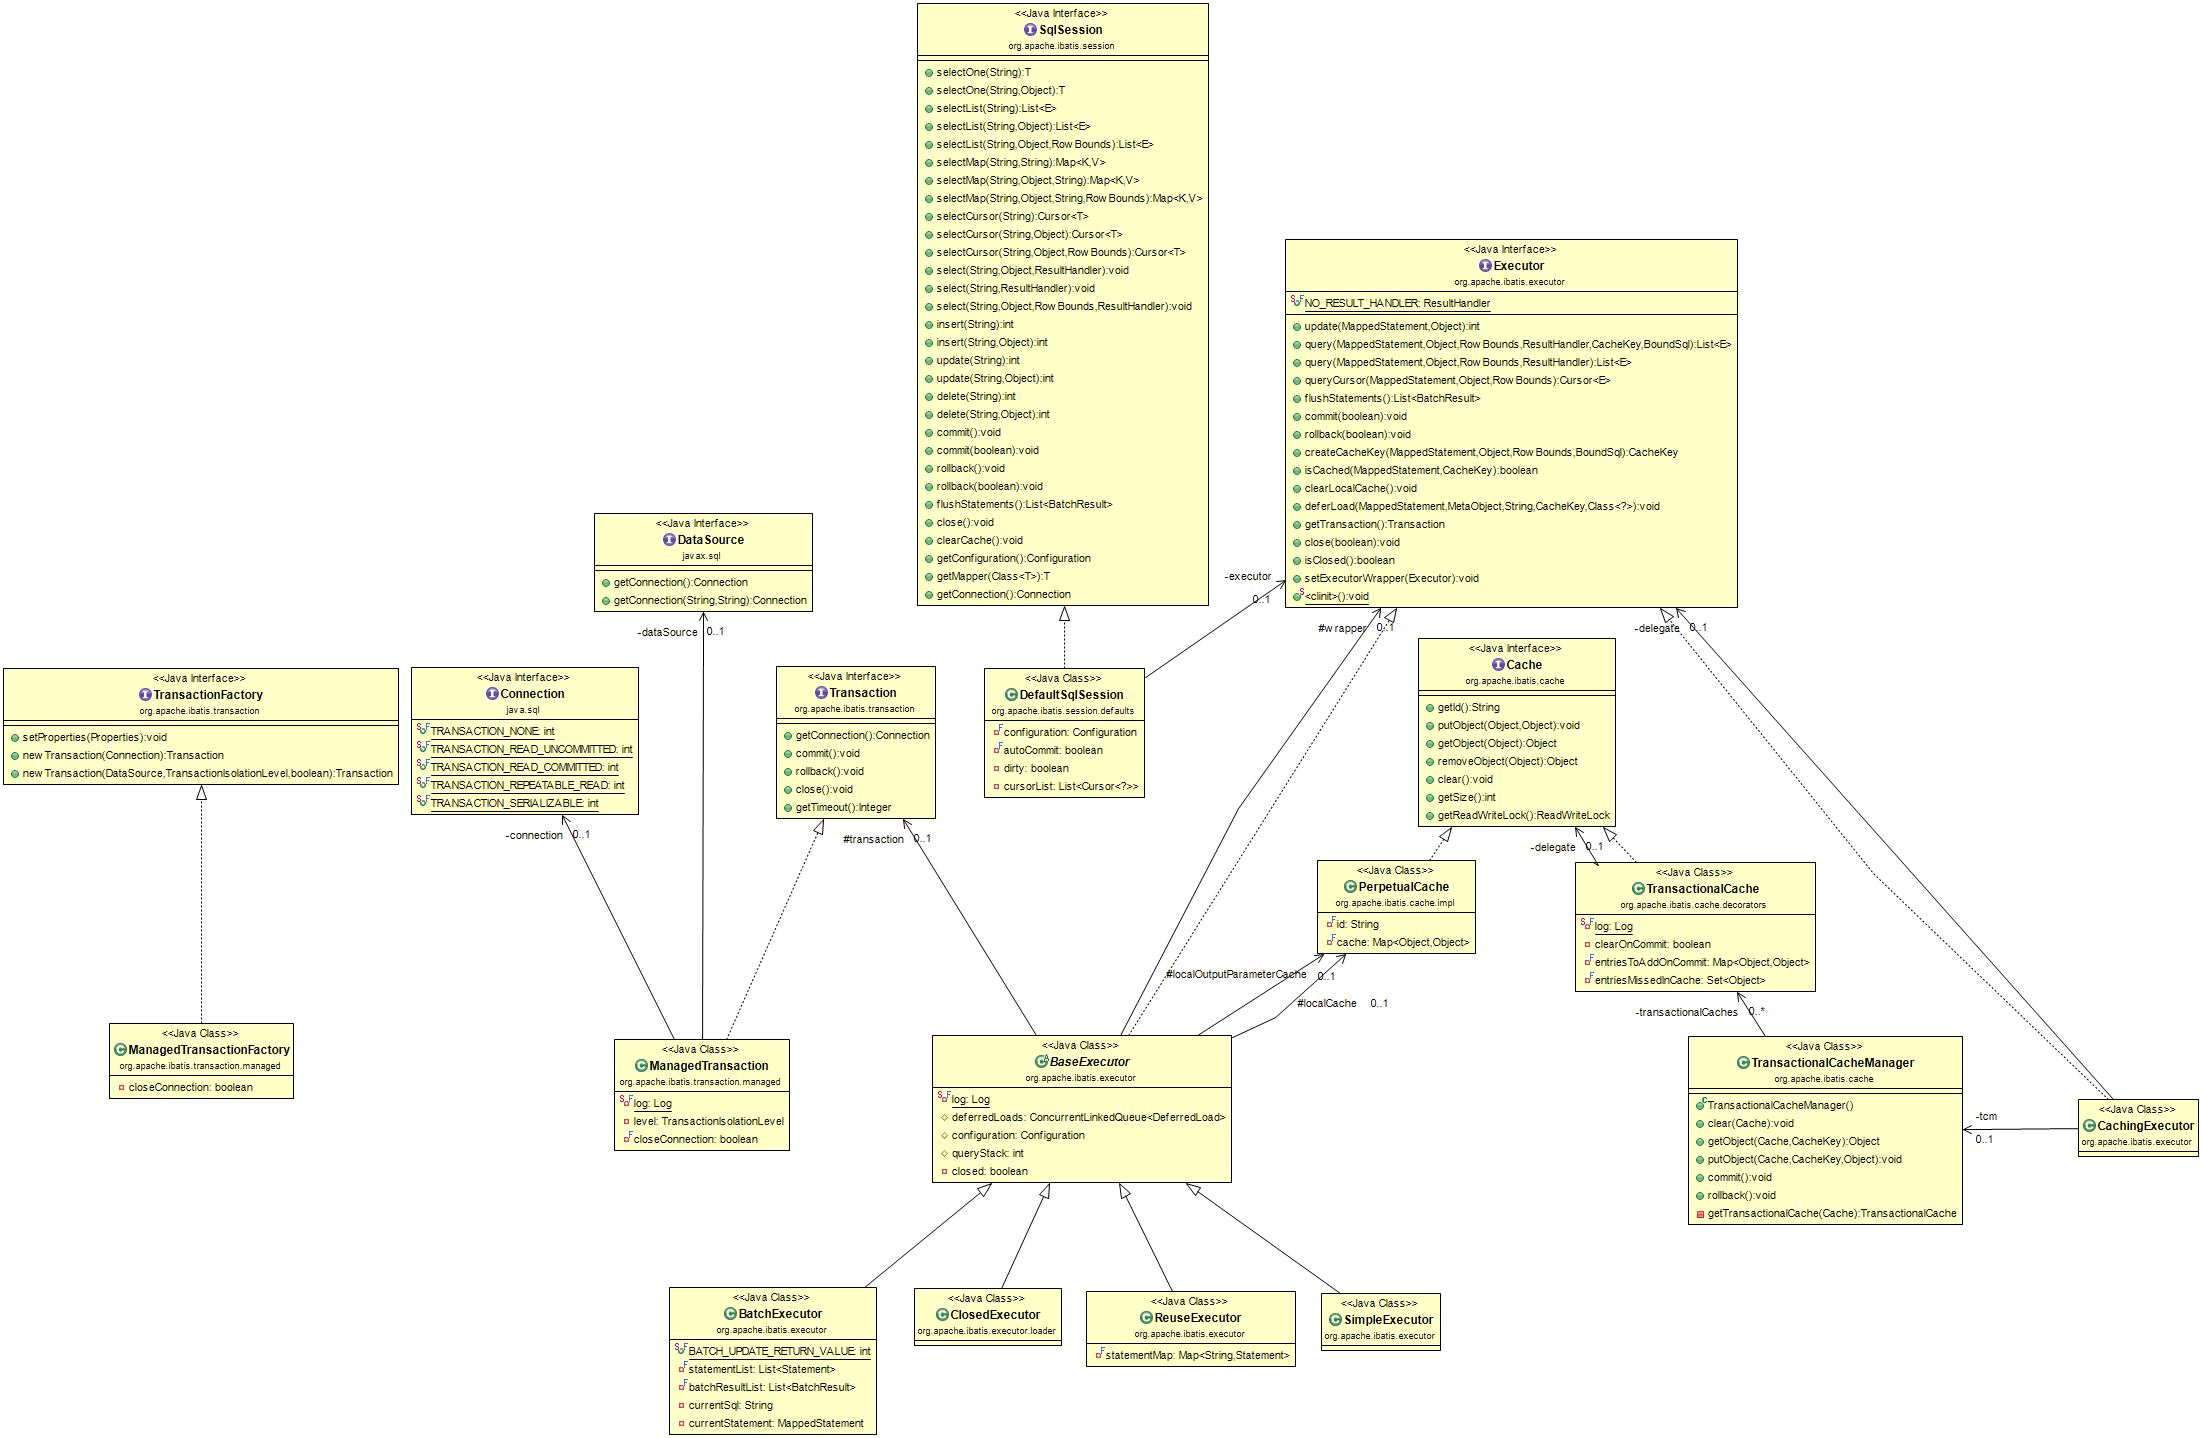 <<Java Interface>>
SqlSession
org.apache.ibatis.session
selectOne(String):T
selectOne(String,Object):T
selectList(String):List<E>
selectList(String,Object):List<E>
selectList(String,Object,Row Bounds):List<E>
selectMap(String,String):Map<K,V>
selectMap(String,Object,String):Map<K,V>
selectMap(String,Object,String,Row Bounds):Map<K,V>
selectCursor(String):Cursor<T>
selectCursor(String,Object):Cursor<T>
selectCursor(String,Object,Row Bounds):Cursor<T>
select(String,Object,ResultHandler):void
select(String,ResultHandler):void
select(String,Object,Row Bounds,ResultHandler):void
insert(String):int
insert(String,Object):int
update(String):int
update(String,Object):int
delete(String):int
delete(String,Object):int
commit():void
commit(boolean):void
rollback():void
rollback(boolean):void
flushStatements():List<BatchResult>
close():void
clearCache():void
getConfiguration():Configuration
getMapper(Class<T>):T
getConnection():Connection
<<Java Interface>>
Executor
org.apache.ibatis.executor
NO_RESULT_HANDLER: ResultHandler
update(MappedStatement,Object):int
query(MappedStatement,Object,Row Bounds,ResultHandler,CacheKey,BoundSql):List<E>
query(MappedStatement,Object,Row Bounds,ResultHandler):List<E>
queryCursor(MappedStatement,Object,Row Bounds):Cursor<E>
flushStatements():List<BatchResult>
commit(boolean):void
rollback(boolean):void
createCacheKey(MappedStatement,Object,Row Bounds,BoundSql):CacheKey
isCached(MappedStatement,CacheKey):boolean
clearLocalCache():void
deferLoad(MappedStatement,MetaObject,String,CacheKey,Class<?>):void
getTransaction():Transaction
close(boolean):void
isClosed():boolean
setExecutorWrapper(Executor):void
<clinit>():void
<<Java Interface>>
DataSource
javax.sql
getConnection():Connection
getConnection(String,String):Connection
-dataSource 0..1
-executor
0..1
#w rapper 0..1
-delegate 0..1
<<Java Interface>>
TransactionFactory
org.apache.ibatis.transaction
setProperties(Properties):void
new Transaction(Connection):Transaction
new Transaction(DataSource,TransactionIsolationLevel,boolean):Transaction
<<Java Interface>>
Connection
java.sql
TRANSACTION_NONE: int
TRANSACTION_READ_UNCOMMITTED: int
TRANSACTION_READ_COMMITTED: int
TRANSACTION_REPEATABLE_READ: int
TRANSACTION_SERIALIZABLE: int
-connection 0..1
<<Java Interface>>
Transaction
org.apache.ibatis.transaction
getConnection():Connection
commit():void
rollback():void
close():void
getTimeout():Integer
#transaction 0..1
<<Java Class>>
DefaultSqlSession
org.apache.ibatis.session.defaults
configuration: Configuration
autoCommit: boolean
dirty: boolean
cursorList: List<Cursor<?>>
<<Java Interface>>
Cache
org.apache.ibatis.cache
getId():String
putObject(Object,Object):void
getObject(Object):Object
removeObject(Object):Object
clear():void
getSize():int
getReadWriteLock():ReadWriteLock
-delegate 0..1
<<Java Class>>
PerpetualCache
org.apache.ibatis.cache.impl
id: String
cache: Map<Object,Object>
#localOutputParameterCache 0..1
#localCache 0..1
<<Java Class>>
TransactionalCache
org.apache.ibatis.cache.decorators
log: Log
clearOnCommit: boolean
entriesToAddOnCommit: Map<Object,Object>
entriesMissedInCache: Set<Object>
-transactionalCaches 0..*
<<Java Class>>
ManagedTransactionFactory
org.apache.ibatis.transaction.managed
closeConnection: boolean
<<Java Class>>
ManagedTransaction
org.apache.ibatis.transaction.managed
log: Log
level: TransactionIsolationLevel
closeConnection: boolean
<<Java Class>>
BaseExecutor
org.apache.ibatis.executor
log: Log
deferredLoads: ConcurrentLinkedQueue<DeferredLoad>
configuration: Configuration
queryStack: int
closed: boolean
<<Java Class>>
TransactionalCacheManager
org.apache.ibatis.cache
TransactionalCacheManager()
clear(Cache):void
getObject(Cache,CacheKey):Object
putObject(Cache,CacheKey,Object):void
commit():void
rollback():void
getTransactionalCache(Cache):TransactionalCache
-tcm
0..1
<<Java Class>>
CachingExecutor
org.apache.ibatis.executor
<<Java Class>>
BatchExecutor
org.apache.ibatis.executor
BATCH_UPDATE_RETURN_VALUE: int
statementList: List<Statement>
batchResultList: List<BatchResult>
currentSql: String
currentStatement: MappedStatement
<<Java Class>>
ClosedExecutor
org.apache.ibatis.executor.loader
<<Java Class>>
ReuseExecutor
org.apache.ibatis.executor
statementMap: Map<String,Statement>
<<Java Class>>
SimpleExecutor
org.apache.ibatis.executor